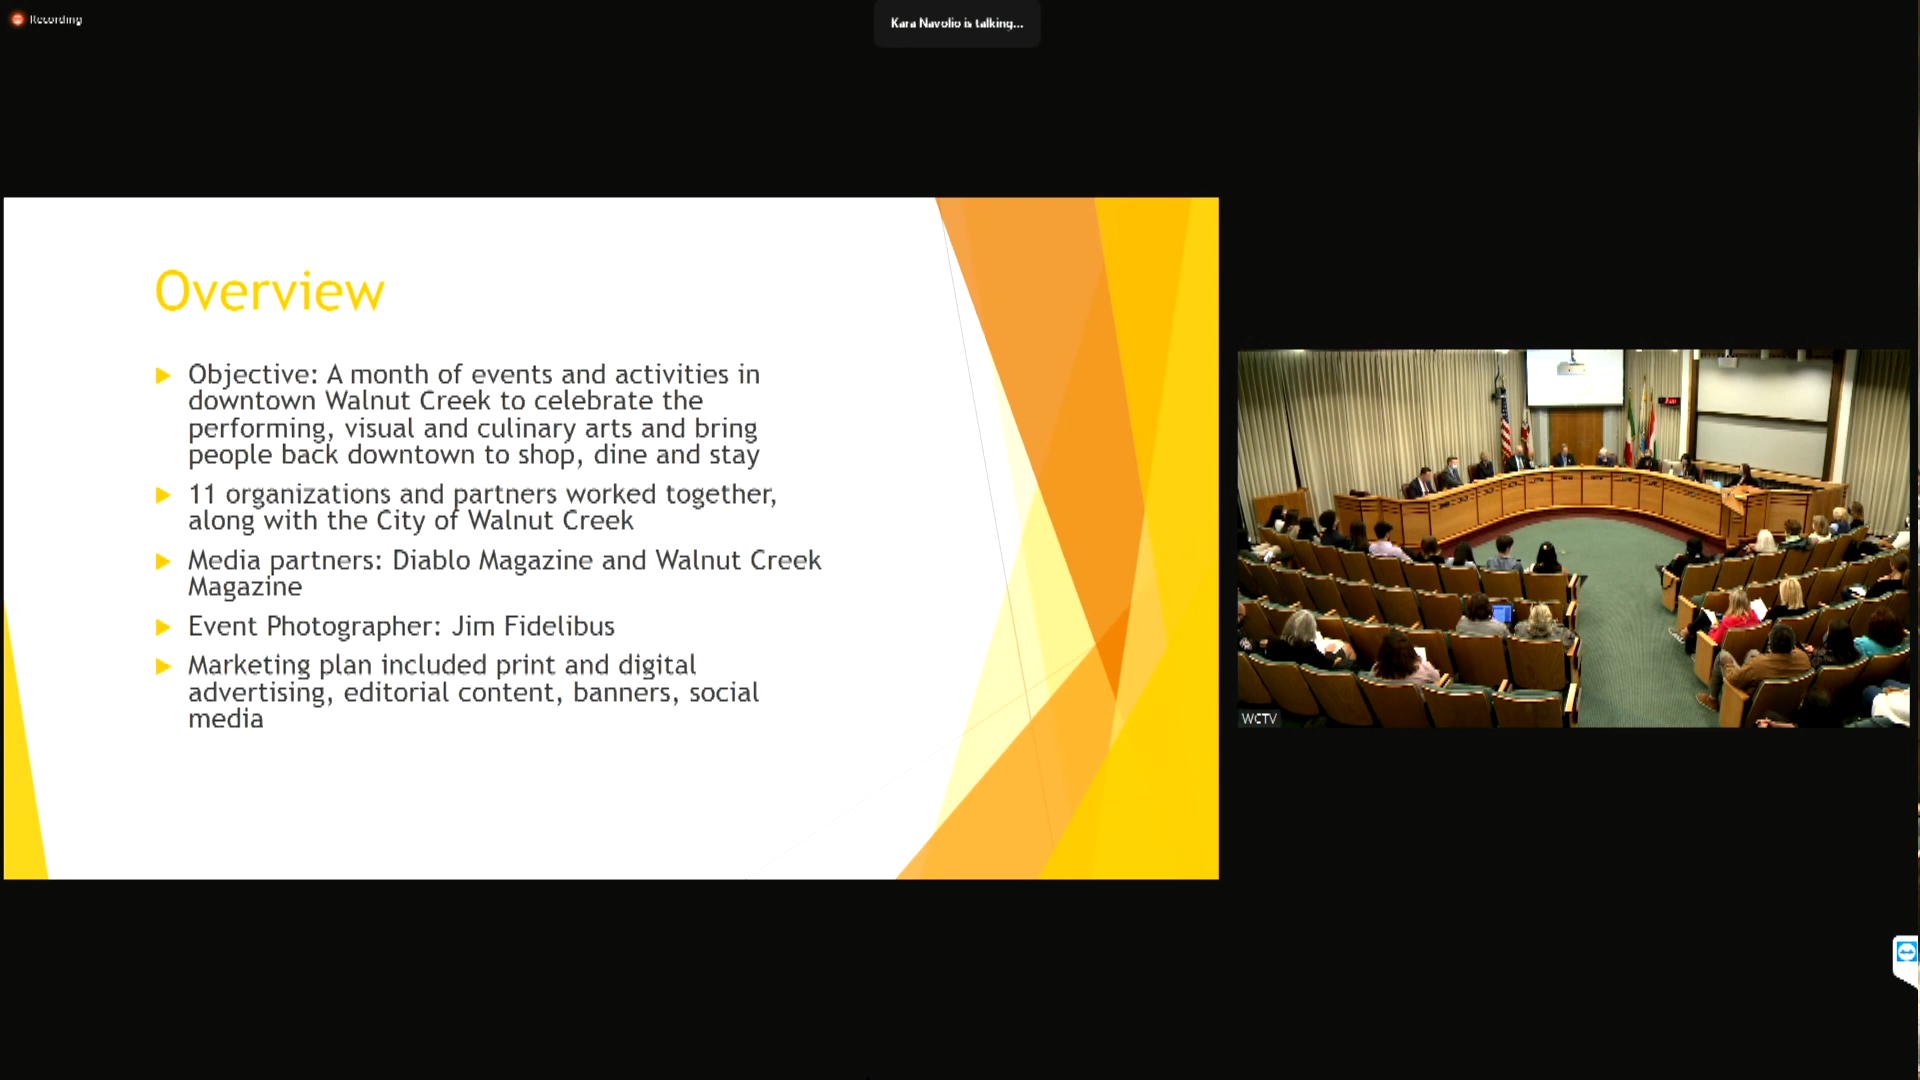 Recording
Kara Navolio is talking...
Overview
Objective: A month of events and activities in
downtown Walnut Creek to celebrate the
performing, visual and culinary arts and bring
people back downtown to shop, dine and stay
11 organizations and partners worked together,
along with the City of Walnut Creek
Media partners: Diablo Magazine and Walnut Creek
Magazine
Event Photographer: Jim Fidelibus
Marketing plan included print and digital
advertising, editorial content, banners, social
media
WCTV